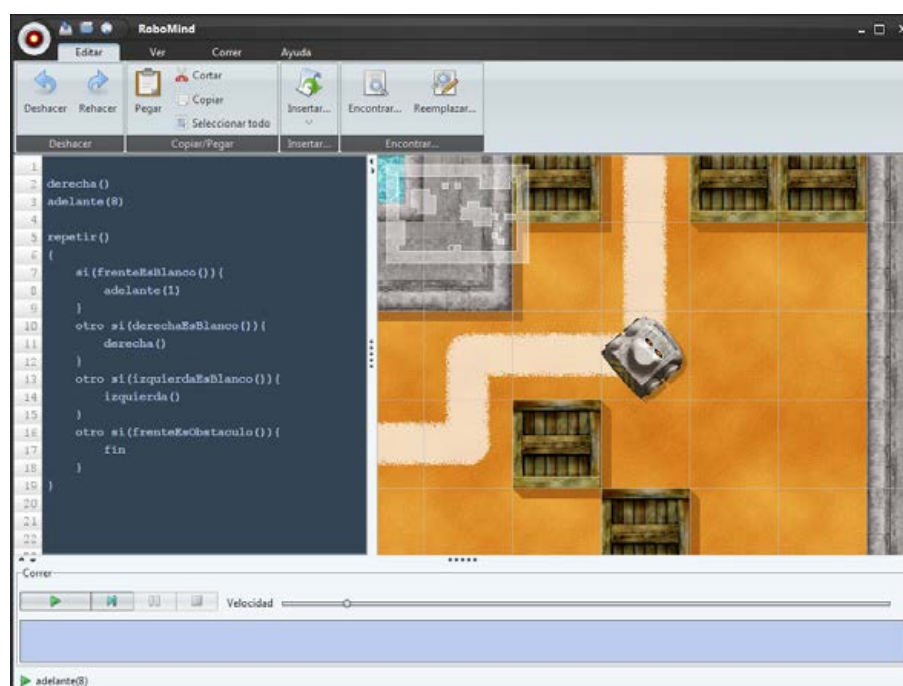 RoboMind
Editar Ver Correr Ayuda
Deshacer Rehacer Pegar Cortar Copiar Seleccionar todo Insertar... Encontrar... Reemplazar...
Deshacer Copiar/Pegar Insertar... Encontrar...
1
2 derecha()
3 adelante(8)
4
5 repetir()
6 {
7 si(frenteEsBlanco()){
8 adelante(1)
9 }
10 otro si(derechaEsBlanco()){
11 derecha()
12 }
13 otro si(izquierdaEsBlanco()){
14 izquierda()
15 }
16 otro si(frenteEsObstaculo()){
17 fin
18 }
19 }
20
21
22
Correr
Velocidad
adelante(8)